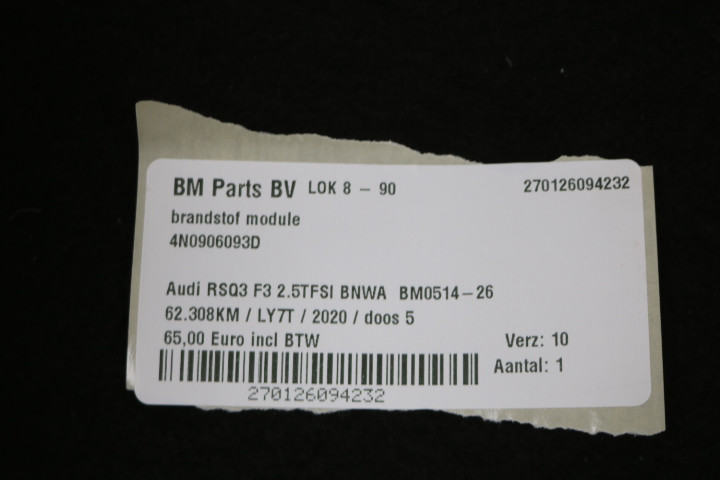 BM Parts BV LOK 8 - 90 270126094232
brandstof module
4N0906093D
Audi RSQ3 F3 2.5TFSI BNWA BM0514-26
62.308KM / LY7T / 2020 / doos 5
65,00 Euro incl BTW Verz: 10
Aantal: 1
270126094232